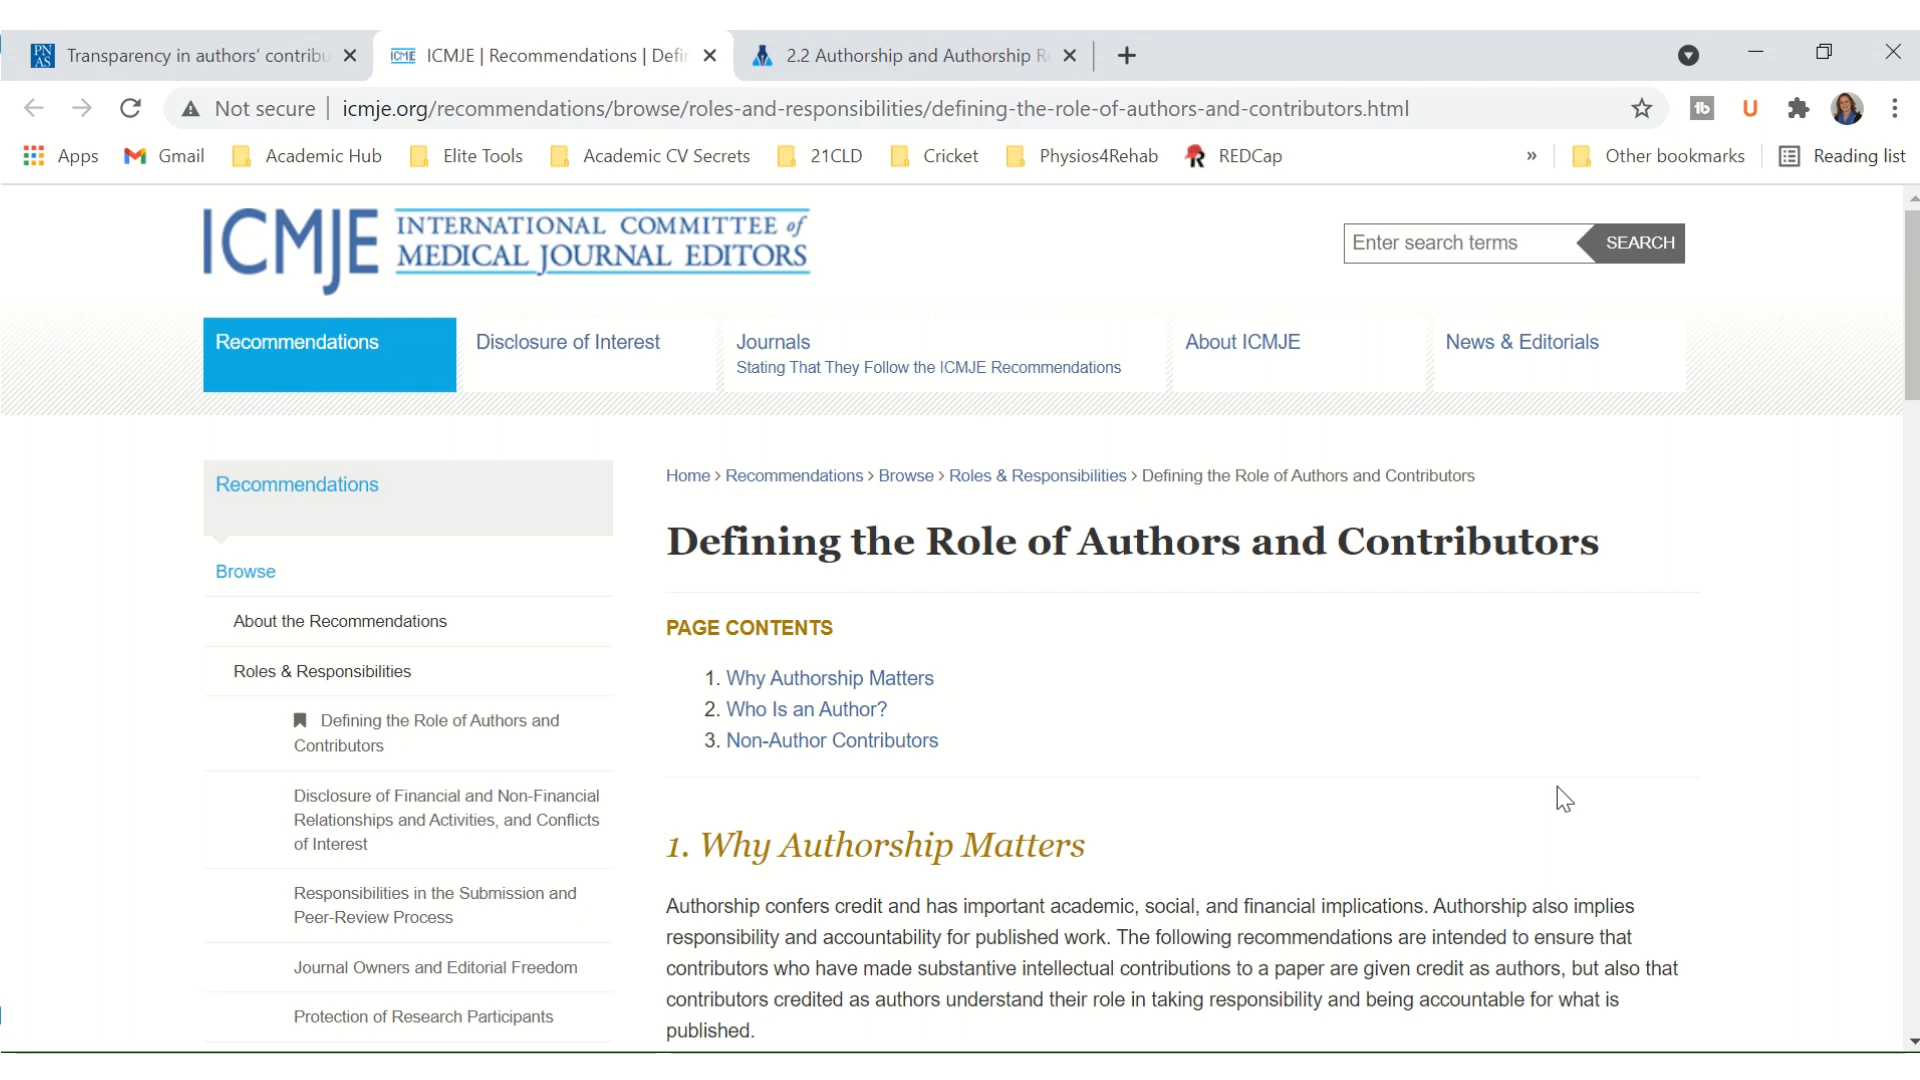 PN
AS
Transparency in authors' contribu
ICMJE
ICMJE | Recommendations | Defi
2.2 Authorship and Authorship R
Not secure
icmje.org/recommendations/browse/roles-and-responsibilities/defining-the-role-of-authors-and-contributors.html
Apps
Gmail
Academic Hub
Elite Tools
Academic CV Secrets
21CLD
Cricket
Physios4Rehab
REDCap
»
Other bookmarks
Reading list
ICMJE
INTERNATIONAL COMMITTEE of
MEDICAL JOURNAL EDITORS
Enter search terms
SEARCH
Recommendations
Disclosure of Interest
Journals
Stating That They Follow the ICMJE Recommendations
About ICMJE
News & Editorials
Recommendations
Browse
About the Recommendations
Roles & Responsibilities
Defining the Role of Authors and
Contributors
Disclosure of Financial and Non-Financial
Relationships and Activities, and Conflicts
of Interest
Responsibilities in the Submission and
Peer-Review Process
Journal Owners and Editorial Freedom
Protection of Research Participants
Home > Recommendations > Browse > Roles & Responsibilities > Defining the Role of Authors and Contributors
Defining the Role of Authors and Contributors
PAGE CONTENTS
1. Why Authorship Matters
2. Who Is an Author?
3. Non-Author Contributors
1. Why Authorship Matters
Authorship confers credit and has important academic, social, and financial implications. Authorship also implies
responsibility and accountability for published work. The following recommendations are intended to ensure that
contributors who have made substantive intellectual contributions to a paper are given credit as authors, but also that
contributors credited as authors understand their role in taking responsibility and being accountable for what is
published.